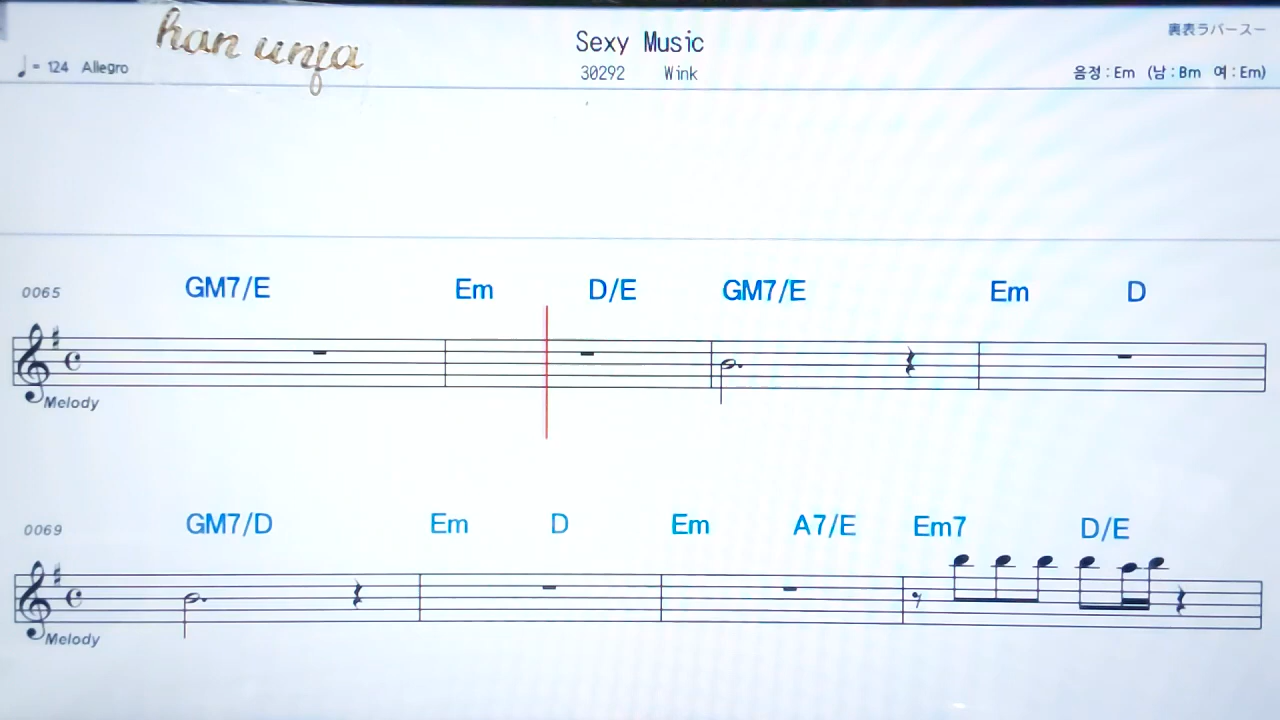 han unja
Sexy Music
裏表ラバースー
♩= 124 Allegro
30292 Wink
음정 : Em (남 : Bm 여 : Em)
0065 GM7/E Em D/E GM7/E Em D
Melody
0069 GM7/D Em D Em A7/E Em7 D/E
Melody